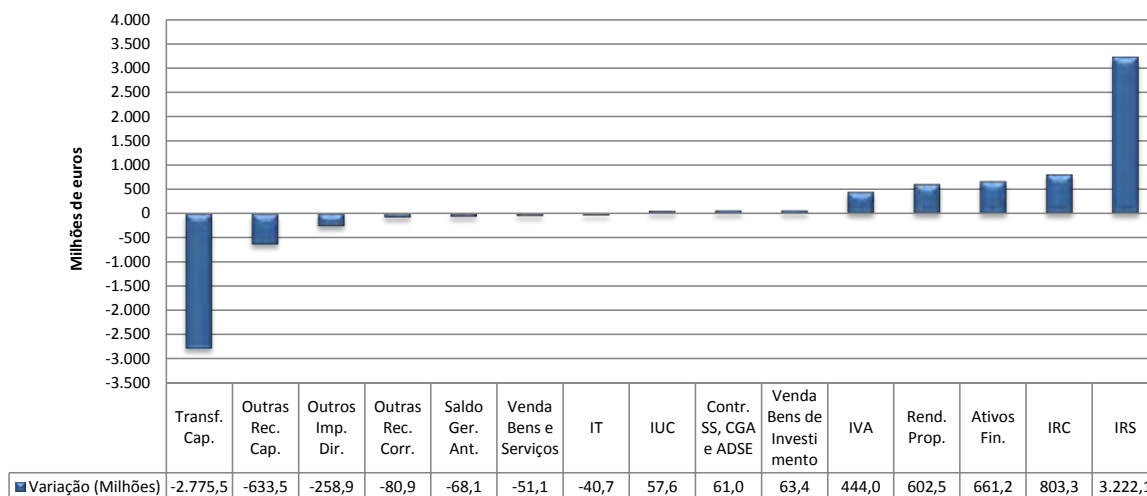 4.000
3.500
3.000
2.500
2.000
1.500
1.000
500
0
-500
-1.000
-1.500
-2.000
-2.500
-3.000
-3.500
Milhões de euros
Transf. Cap.
Outras Rec. Cap.
Outros Imp. Dir.
Outras Rec. Corr.
Saldo Ger. Ant.
Venda Bens e Serviços
IT
IUC
Contr. SS, CGA e ADSE
Venda Bens de Investi mento
IVA
Rend. Prop.
Ativos Fin.
IRC
IRS
Variação (Milhões) -2.775,5 -633,5 -258,9 -80,9 -68,1 -51,1 -40,7 57,6 61,0 63,4 444,0 602,5 661,2 803,3